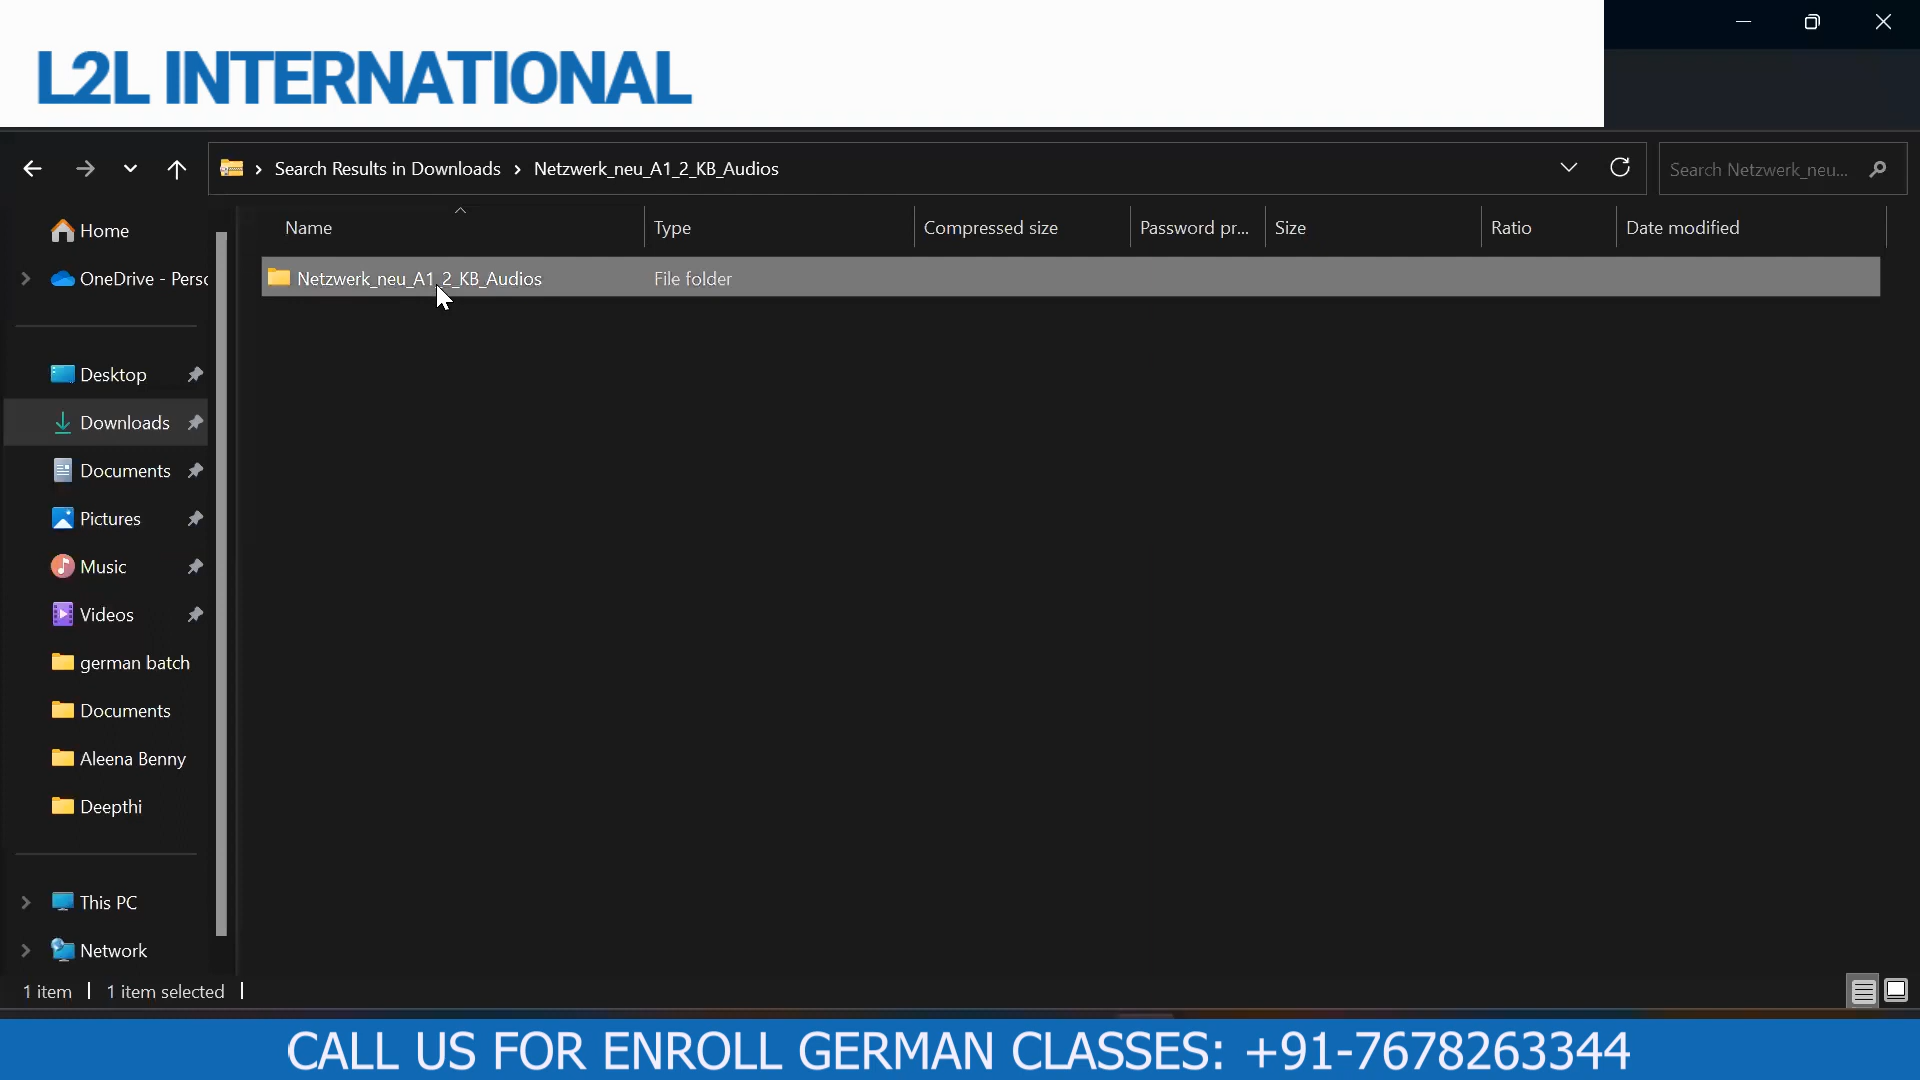 L2L INTERNATIONAL
Search Results in Downloads > Netzwerk_neu_A1_2_KB_Audios
Search Netzwerk_neu...
Name
Type
Compressed size
Password pr...
Size
Ratio
Date modified
Netzwerk_neu_A1_2_KB_Audios
File folder
Home
OneDrive - Perso
Desktop
Downloads
Documents
Pictures
Music
Videos
german batch
Documents
Aleena Benny
Deepthi
This PC
Network
1 item
1 item selected
CALL US FOR ENROLL GERMAN CLASSES: +91-7678263344